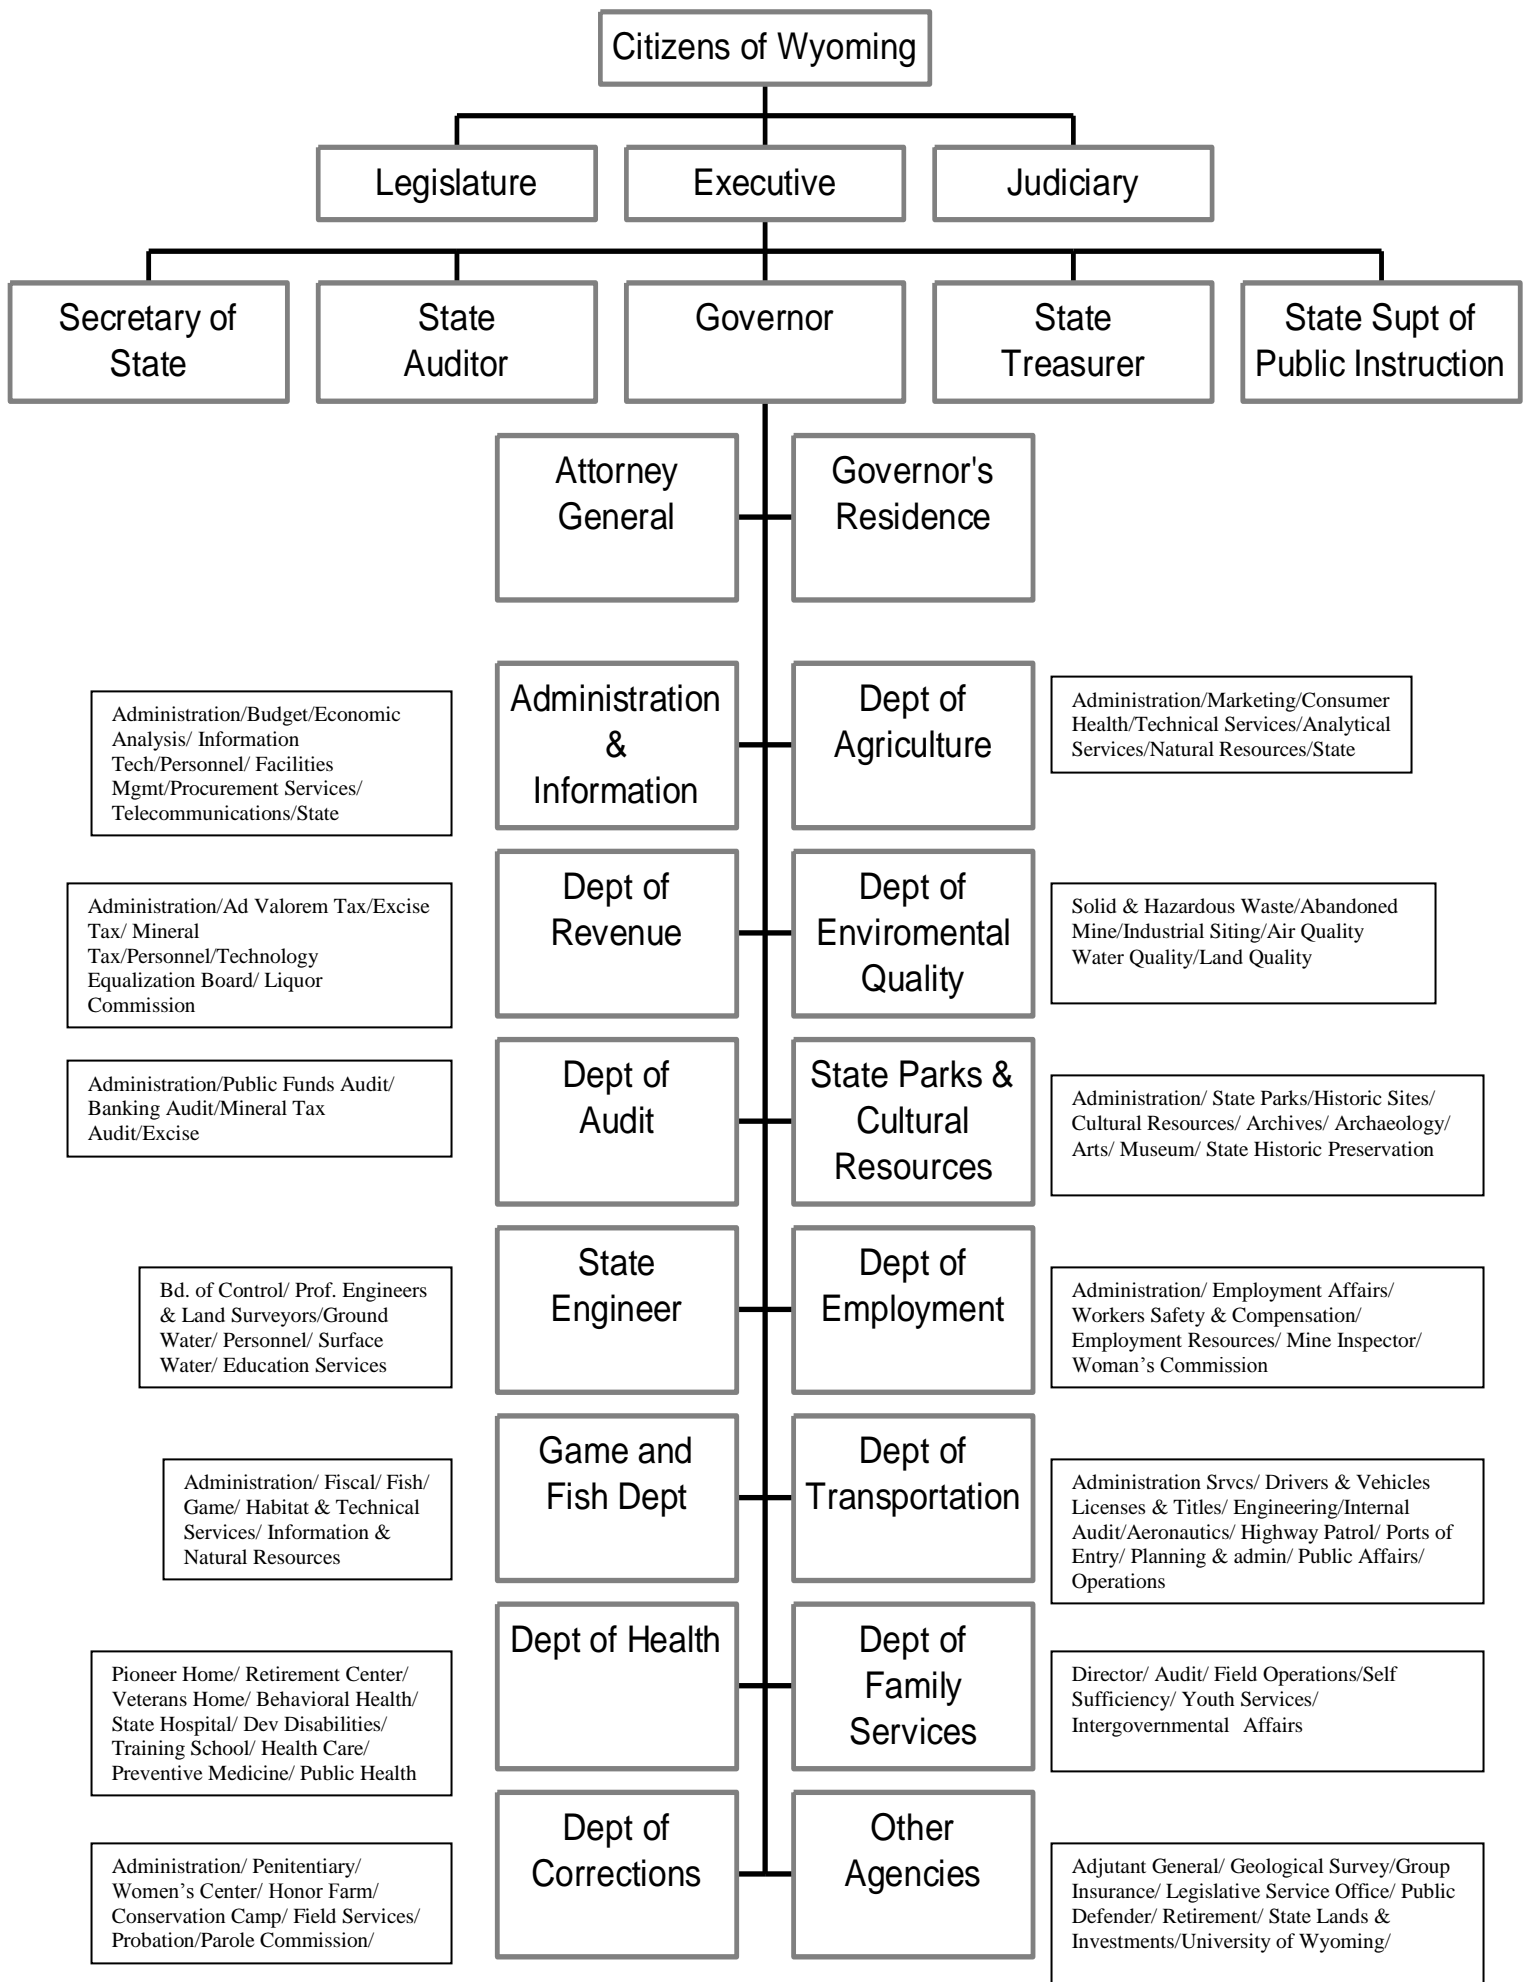 Citizens of Wyoming
Legislature
Executive
Judiciary
Secretary of
State
State
Auditor
Governor
State
Treasurer
State Supt of
Public Instruction
Attorney
General
Governor's
Residence
Administration/Budget/Economic
Analysis/ Information
Tech/Personnel/ Facilities
Mgmt/Procurement Services/
Telecommunications/State
Administration
&
Information
Dept of
Agriculture
Administration/Marketing/Consumer
Health/Technical Services/Analytical
Services/Natural Resources/State
Administration/Ad Valorem Tax/Excise
Tax/ Mineral
Tax/Personnel/Technology
Equalization Board/ Liquor
Commission
Dept of
Revenue
Dept of
Enviromental
Quality
Solid & Hazardous Waste/Abandoned
Mine/Industrial Siting/Air Quality
Water Quality/Land Quality
Administration/Public Funds Audit/
Banking Audit/Mineral Tax
Audit/Excise
Dept of
Audit
State Parks &
Cultural
Resources
Administration/ State Parks/Historic Sites/
Cultural Resources/ Archives/ Archaeology/
Arts/ Museum/ State Historic Preservation
Bd. of Control/ Prof. Engineers
& Land Surveyors/Ground
Water/ Personnel/ Surface
Water/ Education Services
State
Engineer
Dept of
Employment
Administration/ Employment Affairs/
Workers Safety & Compensation/
Employment Resources/ Mine Inspector/
Woman’s Commission
Administration/ Fiscal/ Fish/
Game/ Habitat & Technical
Services/ Information &
Natural Resources
Game and
Fish Dept
Dept of
Transportation
Administration Srvcs/ Drivers & Vehicles
Licenses & Titles/ Engineering/Internal
Audit/Aeronautics/ Highway Patrol/ Ports of
Entry/ Planning & admin/ Public Affairs/
Operations
Pioneer Home/ Retirement Center/
Veterans Home/ Behavioral Health/
State Hospital/ Dev Disabilities/
Training School/ Health Care/
Preventive Medicine/ Public Health
Dept of Health
Dept of
Family
Services
Director/ Audit/ Field Operations/Self
Sufficiency/ Youth Services/
Intergovernmental Affairs
Administration/ Penitentiary/
Women’s Center/ Honor Farm/
Conservation Camp/ Field Services/
Probation/Parole Commission/
Dept of
Corrections
Other
Agencies
Adjutant General/ Geological Survey/Group
Insurance/ Legislative Service Office/ Public
Defender/ Retirement/ State Lands &
Investments/University of Wyoming/